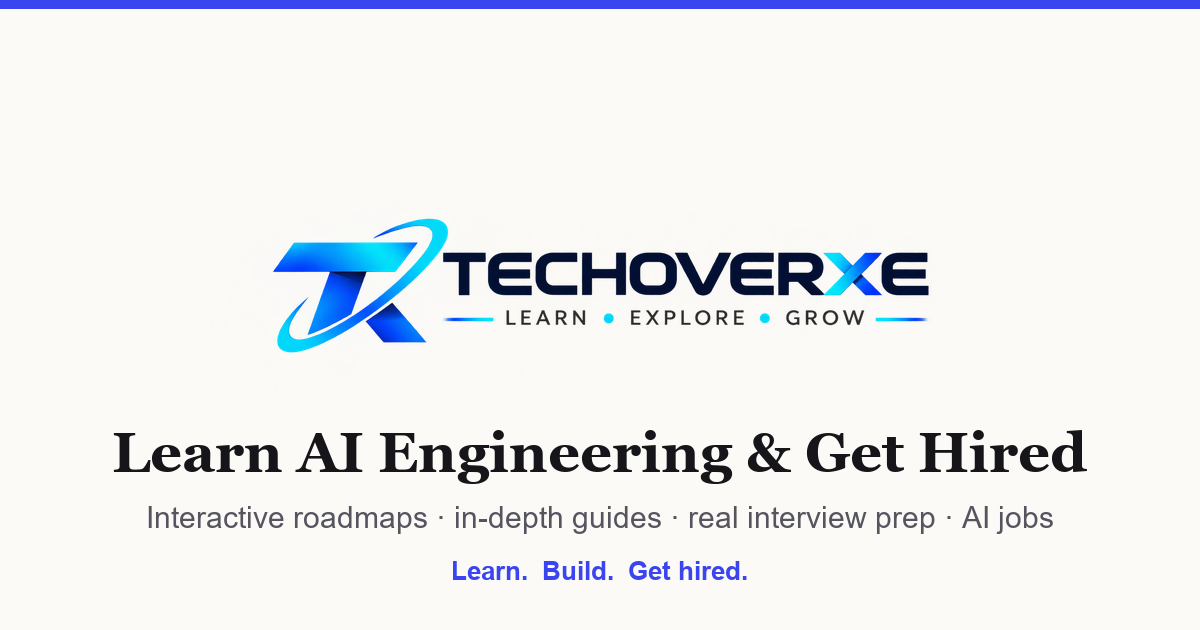 TECHOVERXE
LEARN • EXPLORE • GROW
Learn AI Engineering & Get Hired
Interactive roadmaps · in-depth guides · real interview prep · AI jobs
Learn. Build. Get hired.